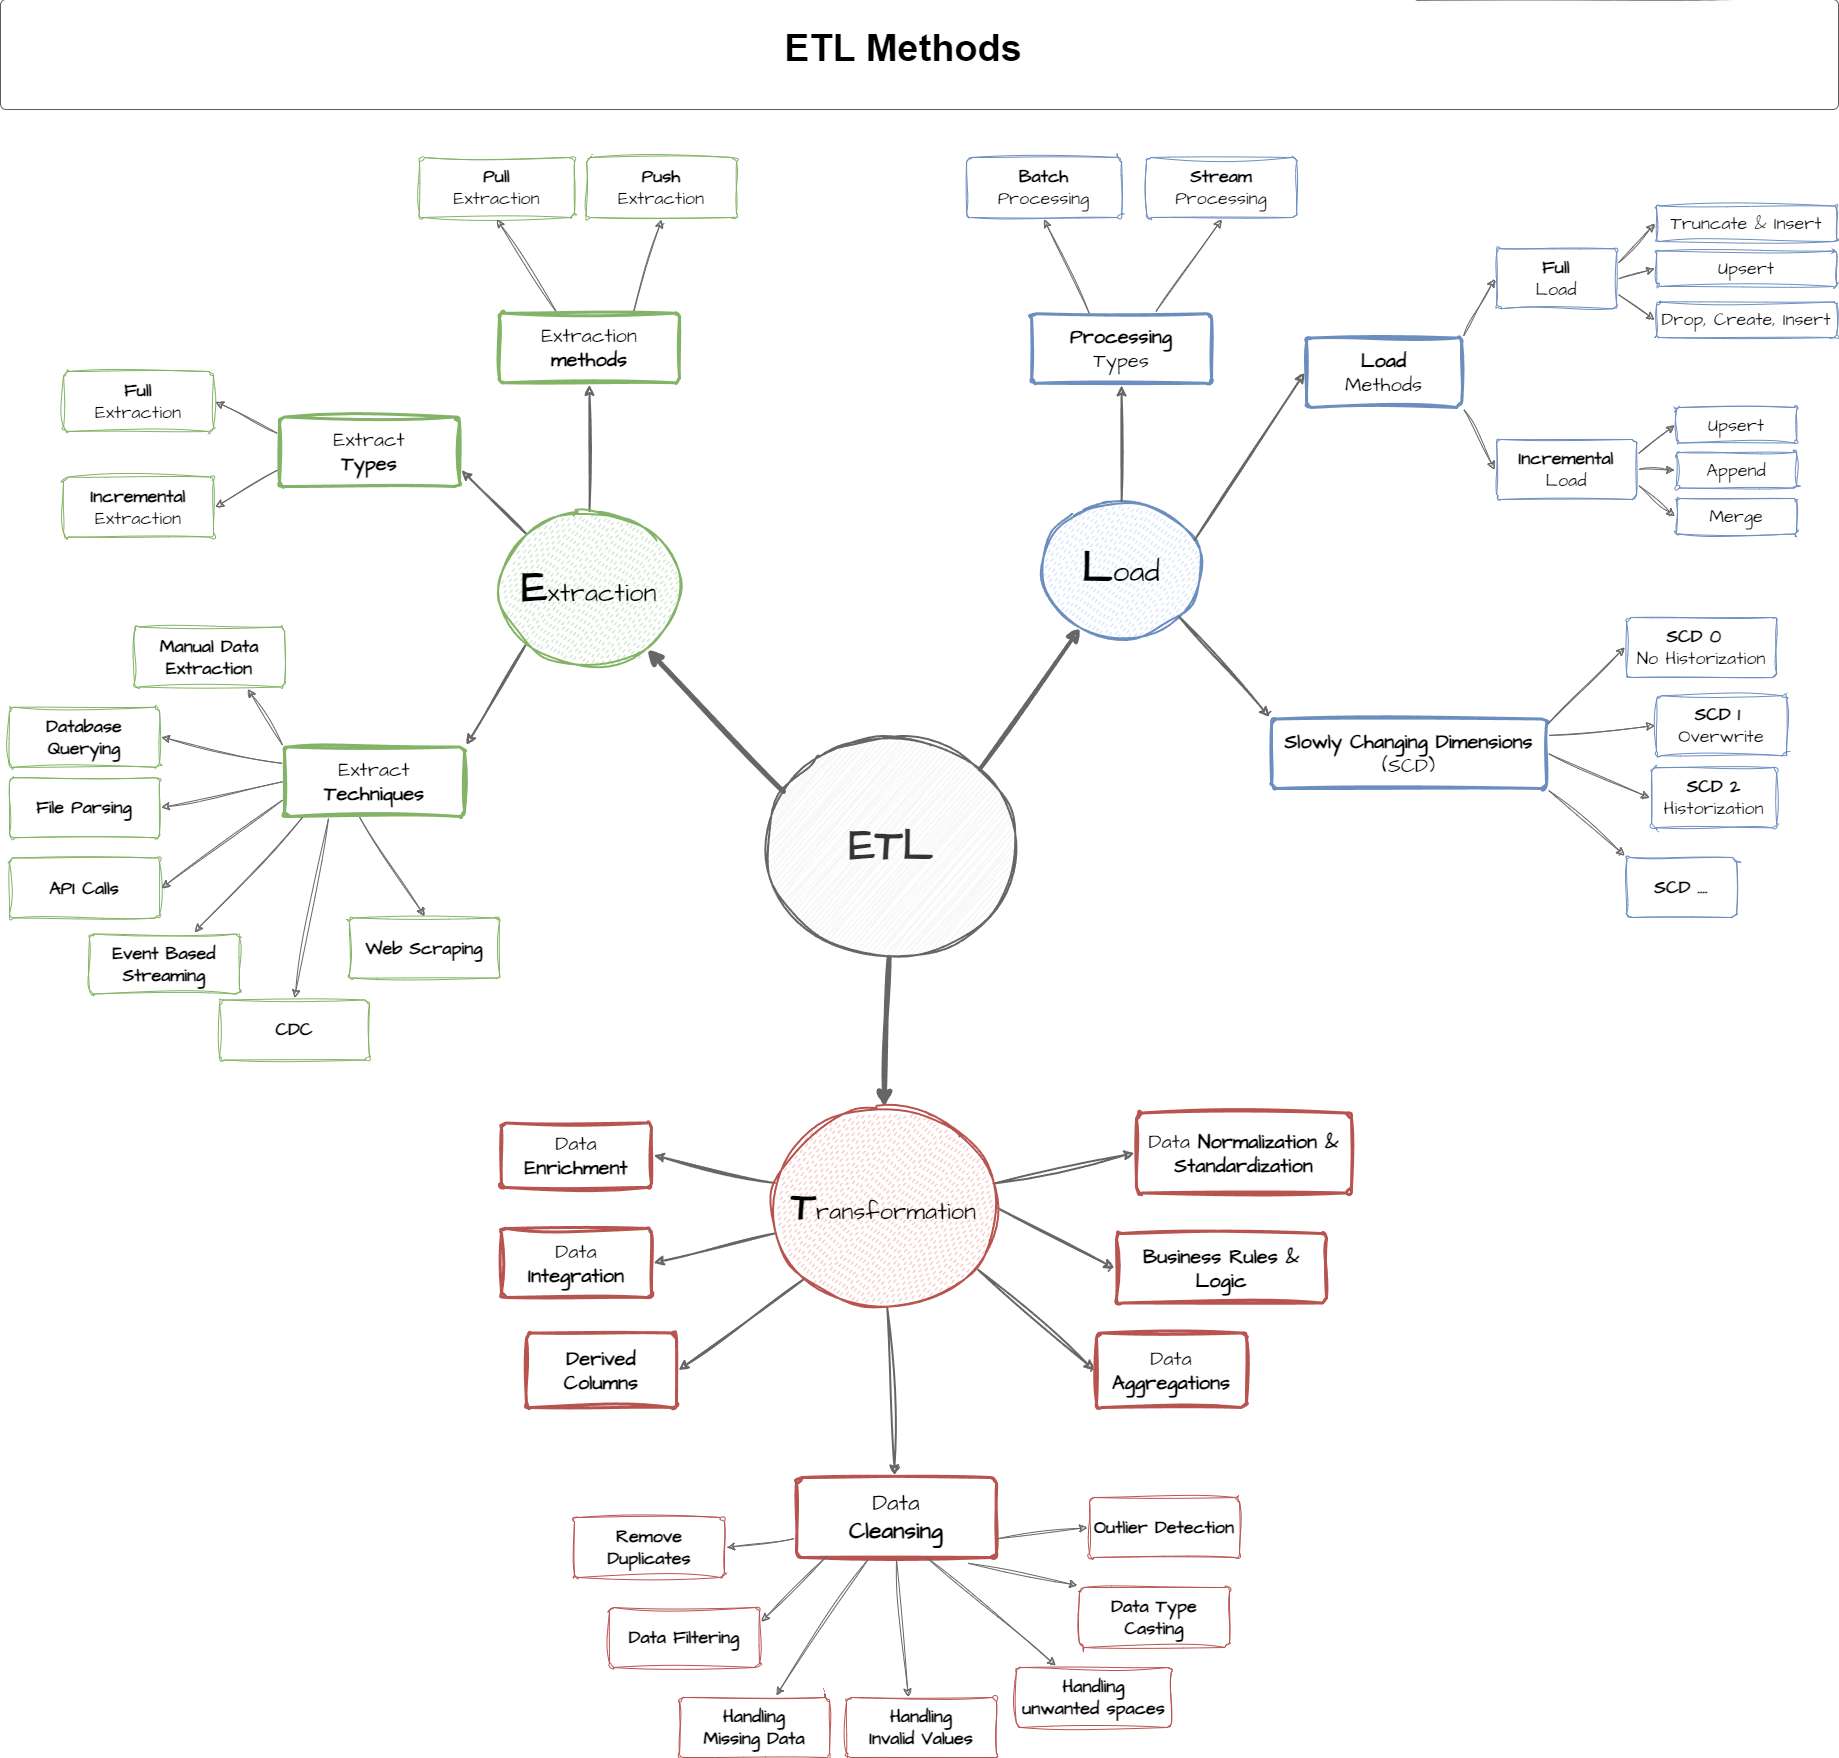 ETL Methods
Pull
Extraction
Push
Extraction
Extraction
methods
Full
Extraction
Incremental
Extraction
Extract
Types
Extraction
Manual Data
Extraction
Database
Querying
File Parsing
API Calls
Event Based
Streaming
CDC
Web Scraping
Extract
Techniques
Batch
Processing
Stream
Processing
Processing
Types
Load
Methods
Full
Load
Truncate & Insert
Upsert
Drop, Create, Insert
Incremental
Load
Upsert
Append
Merge
Load
Slowly Changing Dimensions
(SCD)
SCD 0
No Historization
SCD 1
Overwrite
SCD 2
Historization
SCD ....
ETL
Transformation
Data
Enrichment
Data
Integration
Derived
Columns
Data Normalization &
Standardization
Business Rules &
Logic
Data
Aggregations
Data
Cleansing
Remove
Duplicates
Data Filtering
Handling
Missing Data
Handling
Invalid Values
Handling
unwanted spaces
Data Type
Casting
Outlier Detection